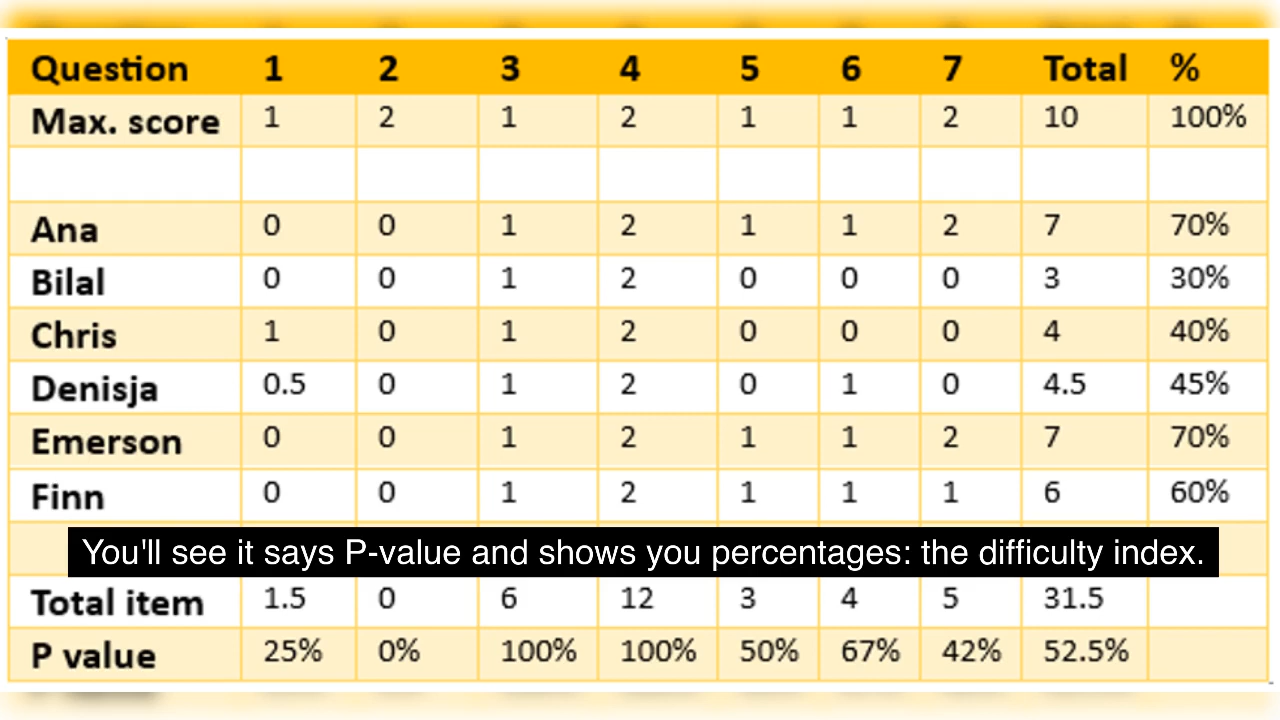 Question 1 2 3 4 5 6 7 Total %
Max. score 1 2 1 2 1 1 2 10 100%
Ana 0 0 1 2 1 1 2 7 70%
Bilal 0 0 1 2 0 0 0 3 30%
Chris 1 0 1 2 0 0 0 4 40%
Denisja 0.5 0 1 2 0 1 0 4.5 45%
Emerson 0 0 1 2 1 1 2 7 70%
Finn 0 0 1 2 1 1 1 6 60%
You'll see it says P-value and shows you percentages: the difficulty index.
Total item 1.5 0 6 12 3 4 5 31.5
P value 25% 0% 100% 100% 50% 67% 42% 52.5%